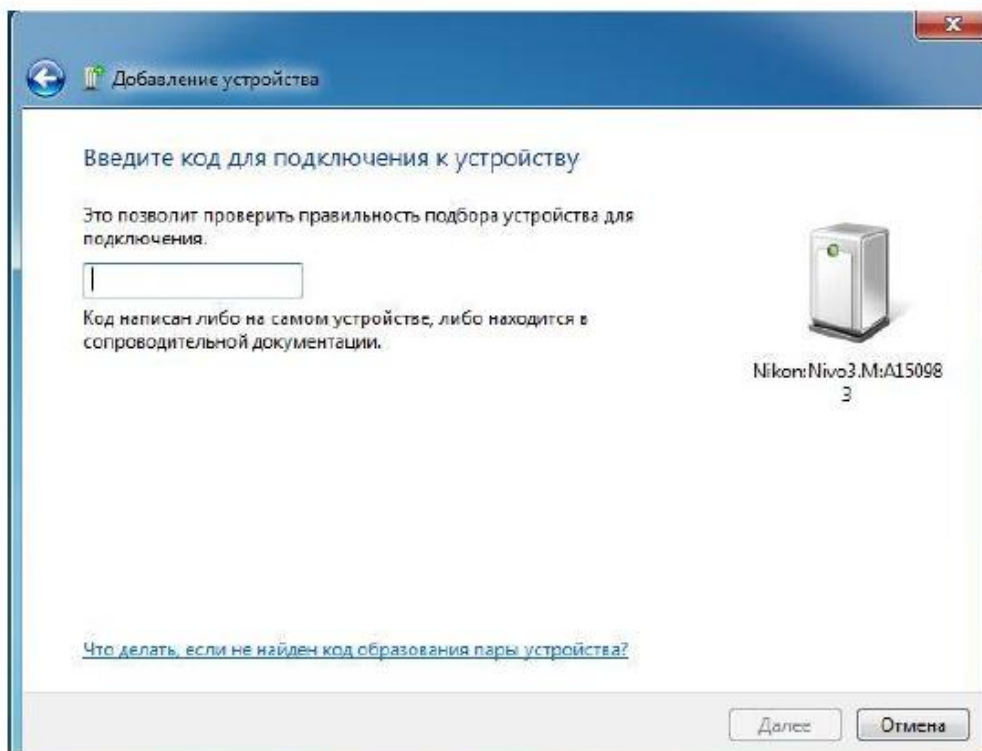 Добавление устройства
Введите код для подключения к устройству
Это позволит проверить правильность подбора устройства для
подключения.
Код написан либо на самом устройстве, либо находится в
сопроводительной документации.
Nikon:Nivo3.M:A15098
3
Что делать, если не найден код образования пары устройства?
Далее
Отмена